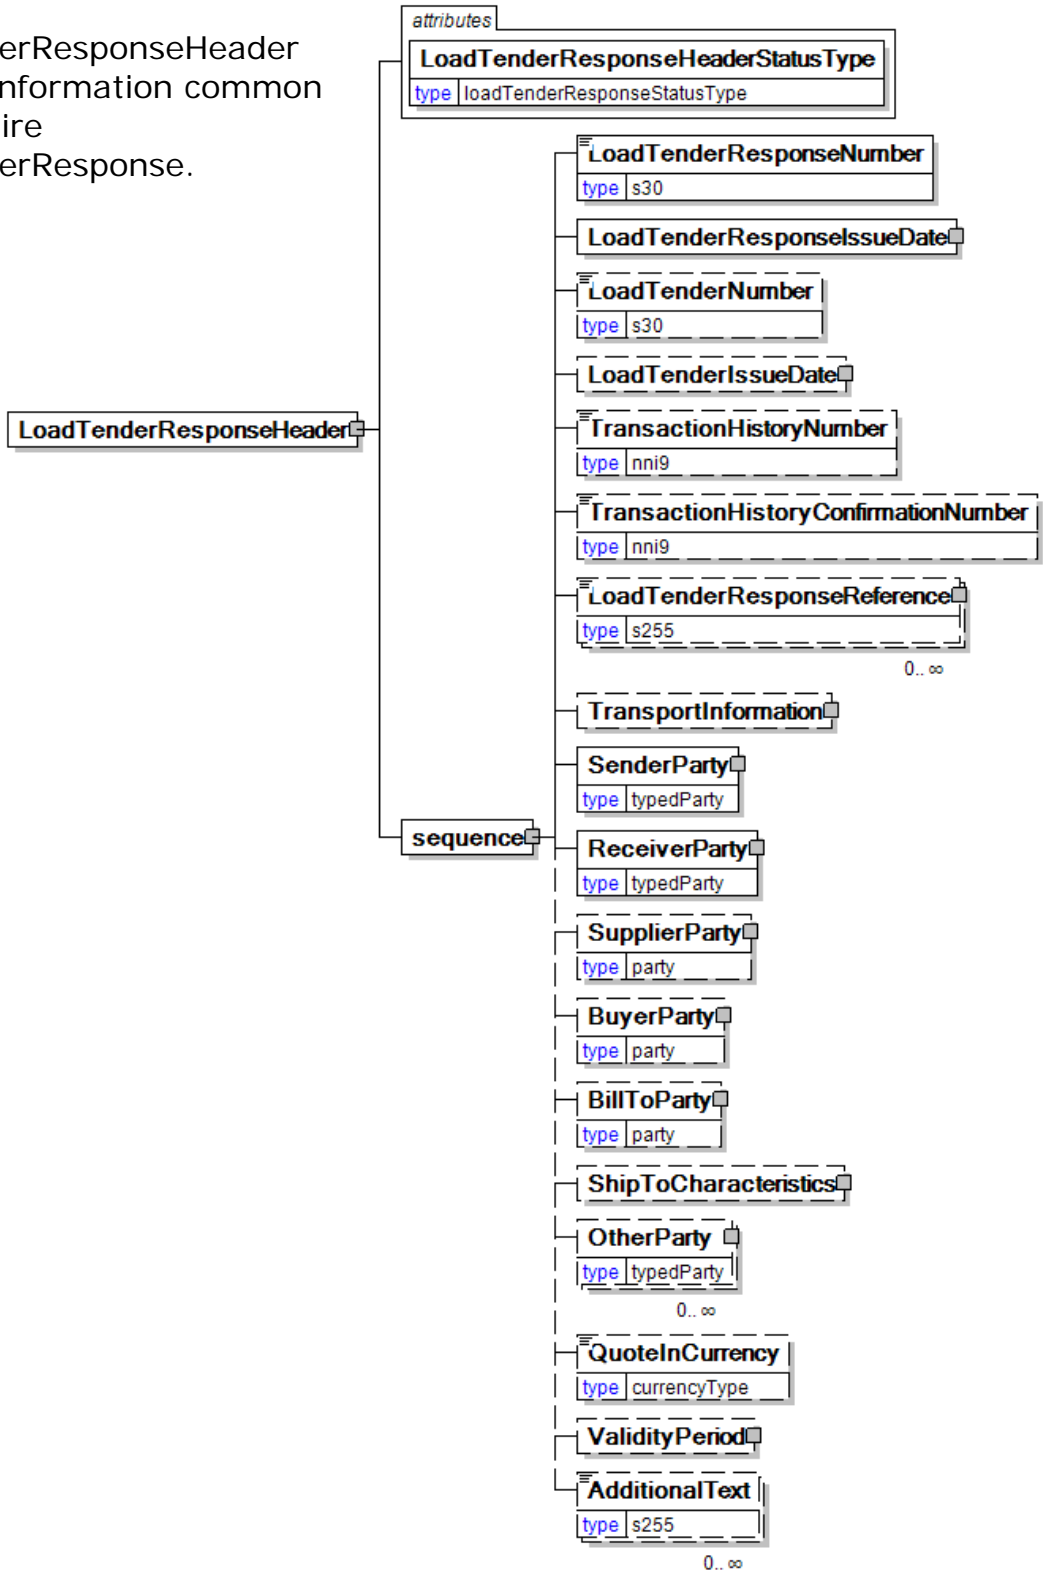 erResponseHeader
nformation common
ire
erResponse.
attributes
LoadTenderResponseHeaderStatusType
type loadTenderResponseStatusType
LoadTenderResponseNumber
type s30
LoadTenderResponseIssueDate
LoadTenderNumber
type s30
LoadTenderIssueDate
LoadTenderResponseHeader
TransactionHistoryNumber
type nni9
TransactionHistoryConfirmationNumber
type nni9
LoadTenderResponseReference
type s255
0.. ∞
TransportInformation
SenderParty
type typedParty
sequence
ReceiverParty
type typedParty
SupplierParty
type party
BuyerParty
type party
BillToParty
type party
ShipToCharacteristics
OtherParty
type typedParty
0.. ∞
QuoteInCurrency
type currencyType
ValidityPeriod
AdditionalText
type s255
0.. ∞